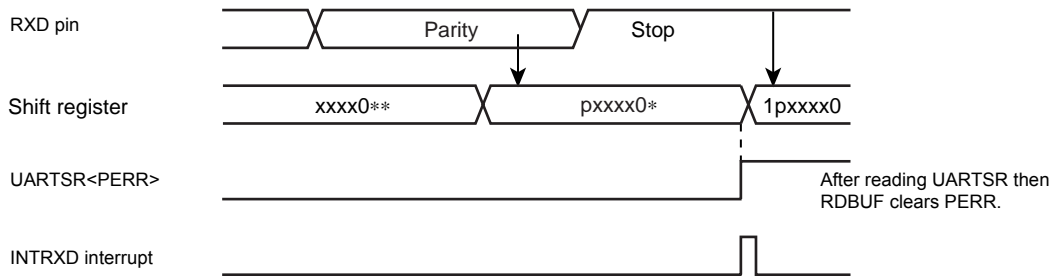 RXD pin
Parity
Stop
Shift register
xxxx0**
pxxxx0*
1pxxxx0
UARTSR<PERR>
After reading UARTSR then
RDBUF clears PERR.
INTRXD interrupt